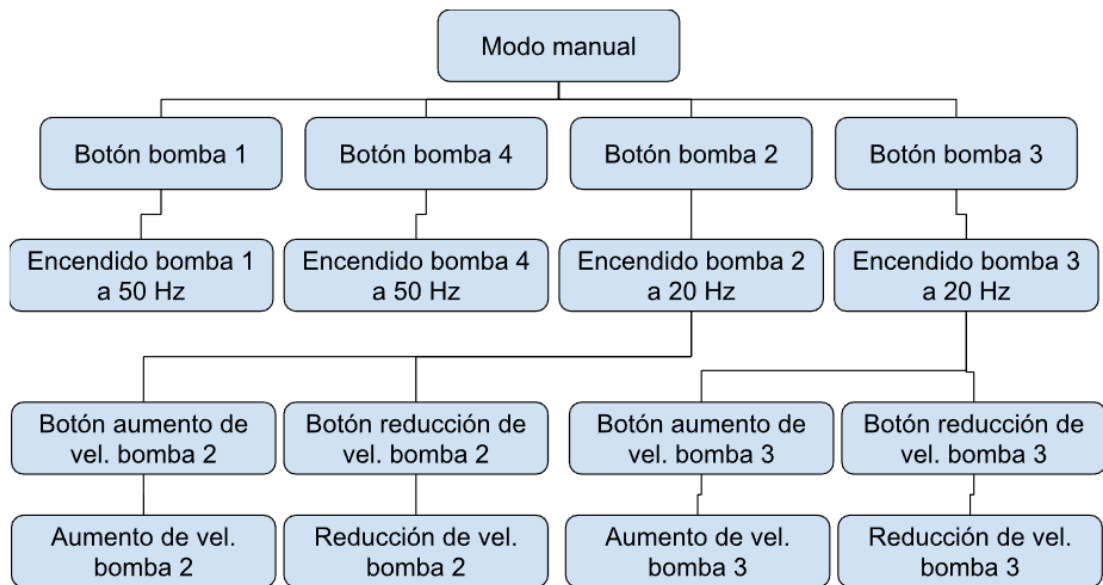 Modo manual
Botón bomba 1
Botón bomba 4
Botón bomba 2
Botón bomba 3
Encendido bomba 1
a 50 Hz
Encendido bomba 4
a 50 Hz
Encendido bomba 2
a 20 Hz
Encendido bomba 3
a 20 Hz
Botón aumento de
vel. bomba 2
Botón reducción de
vel. bomba 2
Botón aumento de
vel. bomba 3
Botón reducción de
vel. bomba 3
Aumento de vel.
bomba 2
Reducción de vel.
bomba 2
Aumento de vel.
bomba 3
Reducción de vel.
bomba 3